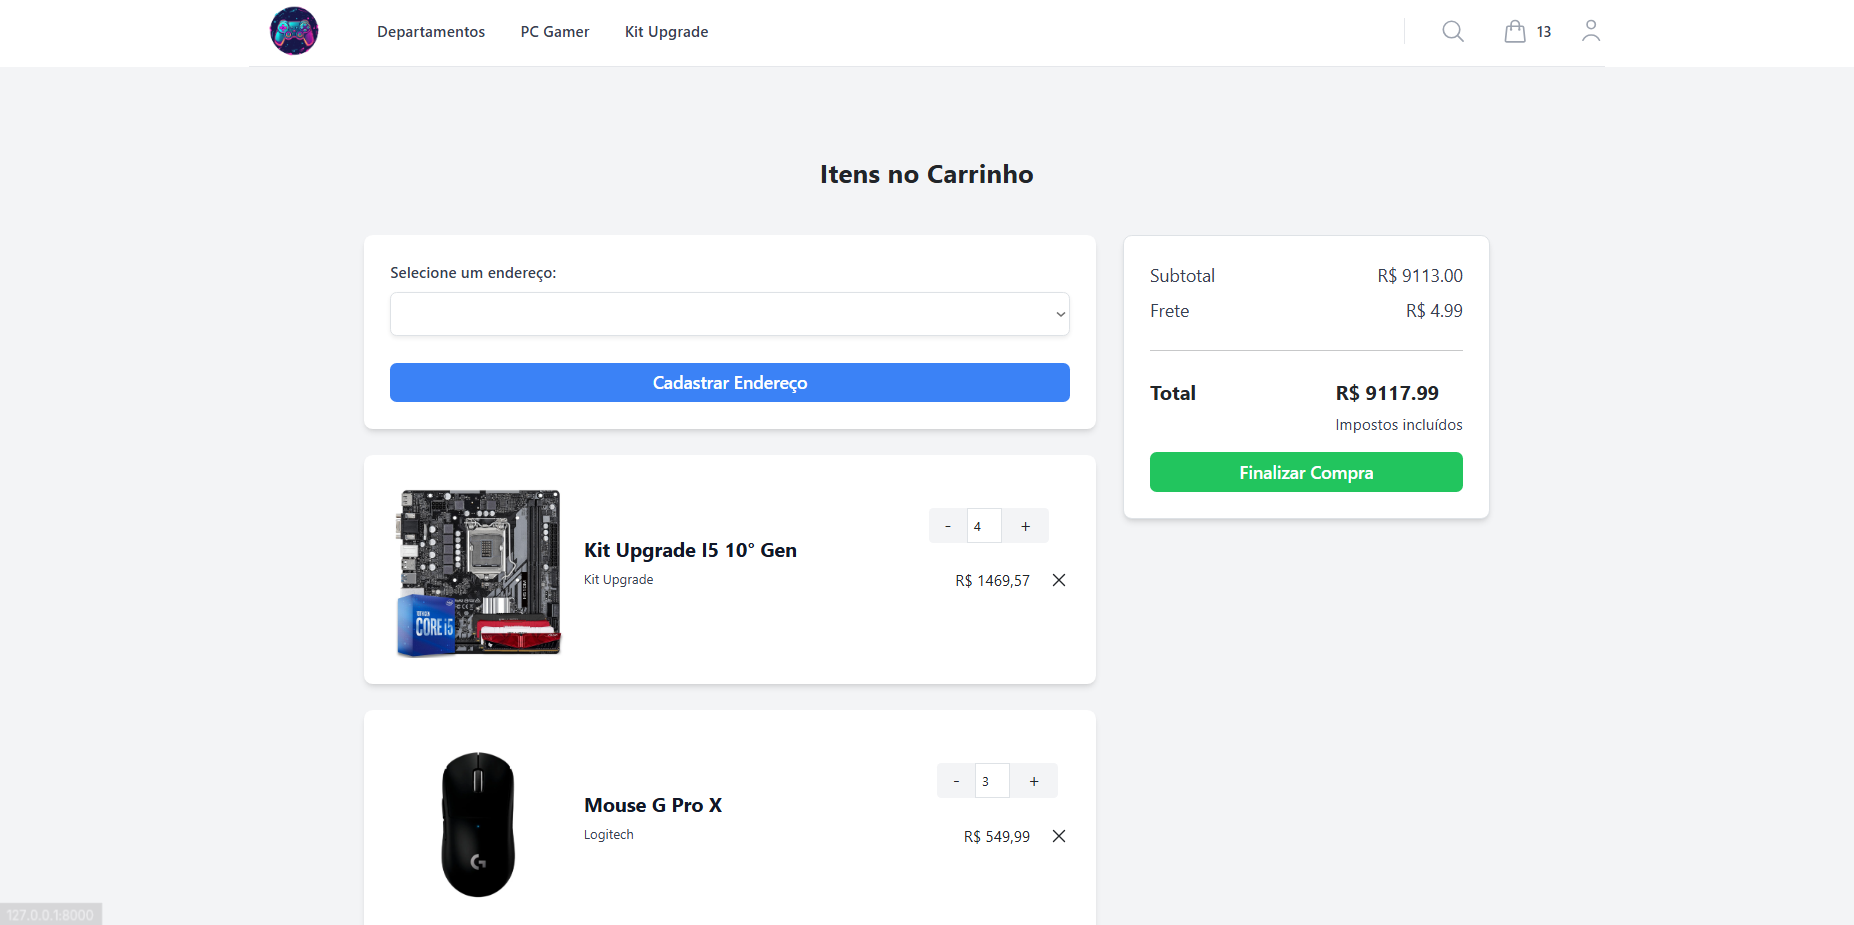 Departamentos PC Gamer Kit Upgrade 13
Itens no Carrinho
Selecione um endereço:
Cadastrar Endereço
Subtotal R$ 9113.00
Frete R$ 4.99
Total R$ 9117.99
Impostos incluídos
Finalizar Compra
CORE i5
- 4 +
Kit Upgrade I5 10° Gen
Kit Upgrade
R$ 1469,57
- 3 +
Mouse G Pro X
Logitech
R$ 549,99
127.0.0.1:8000